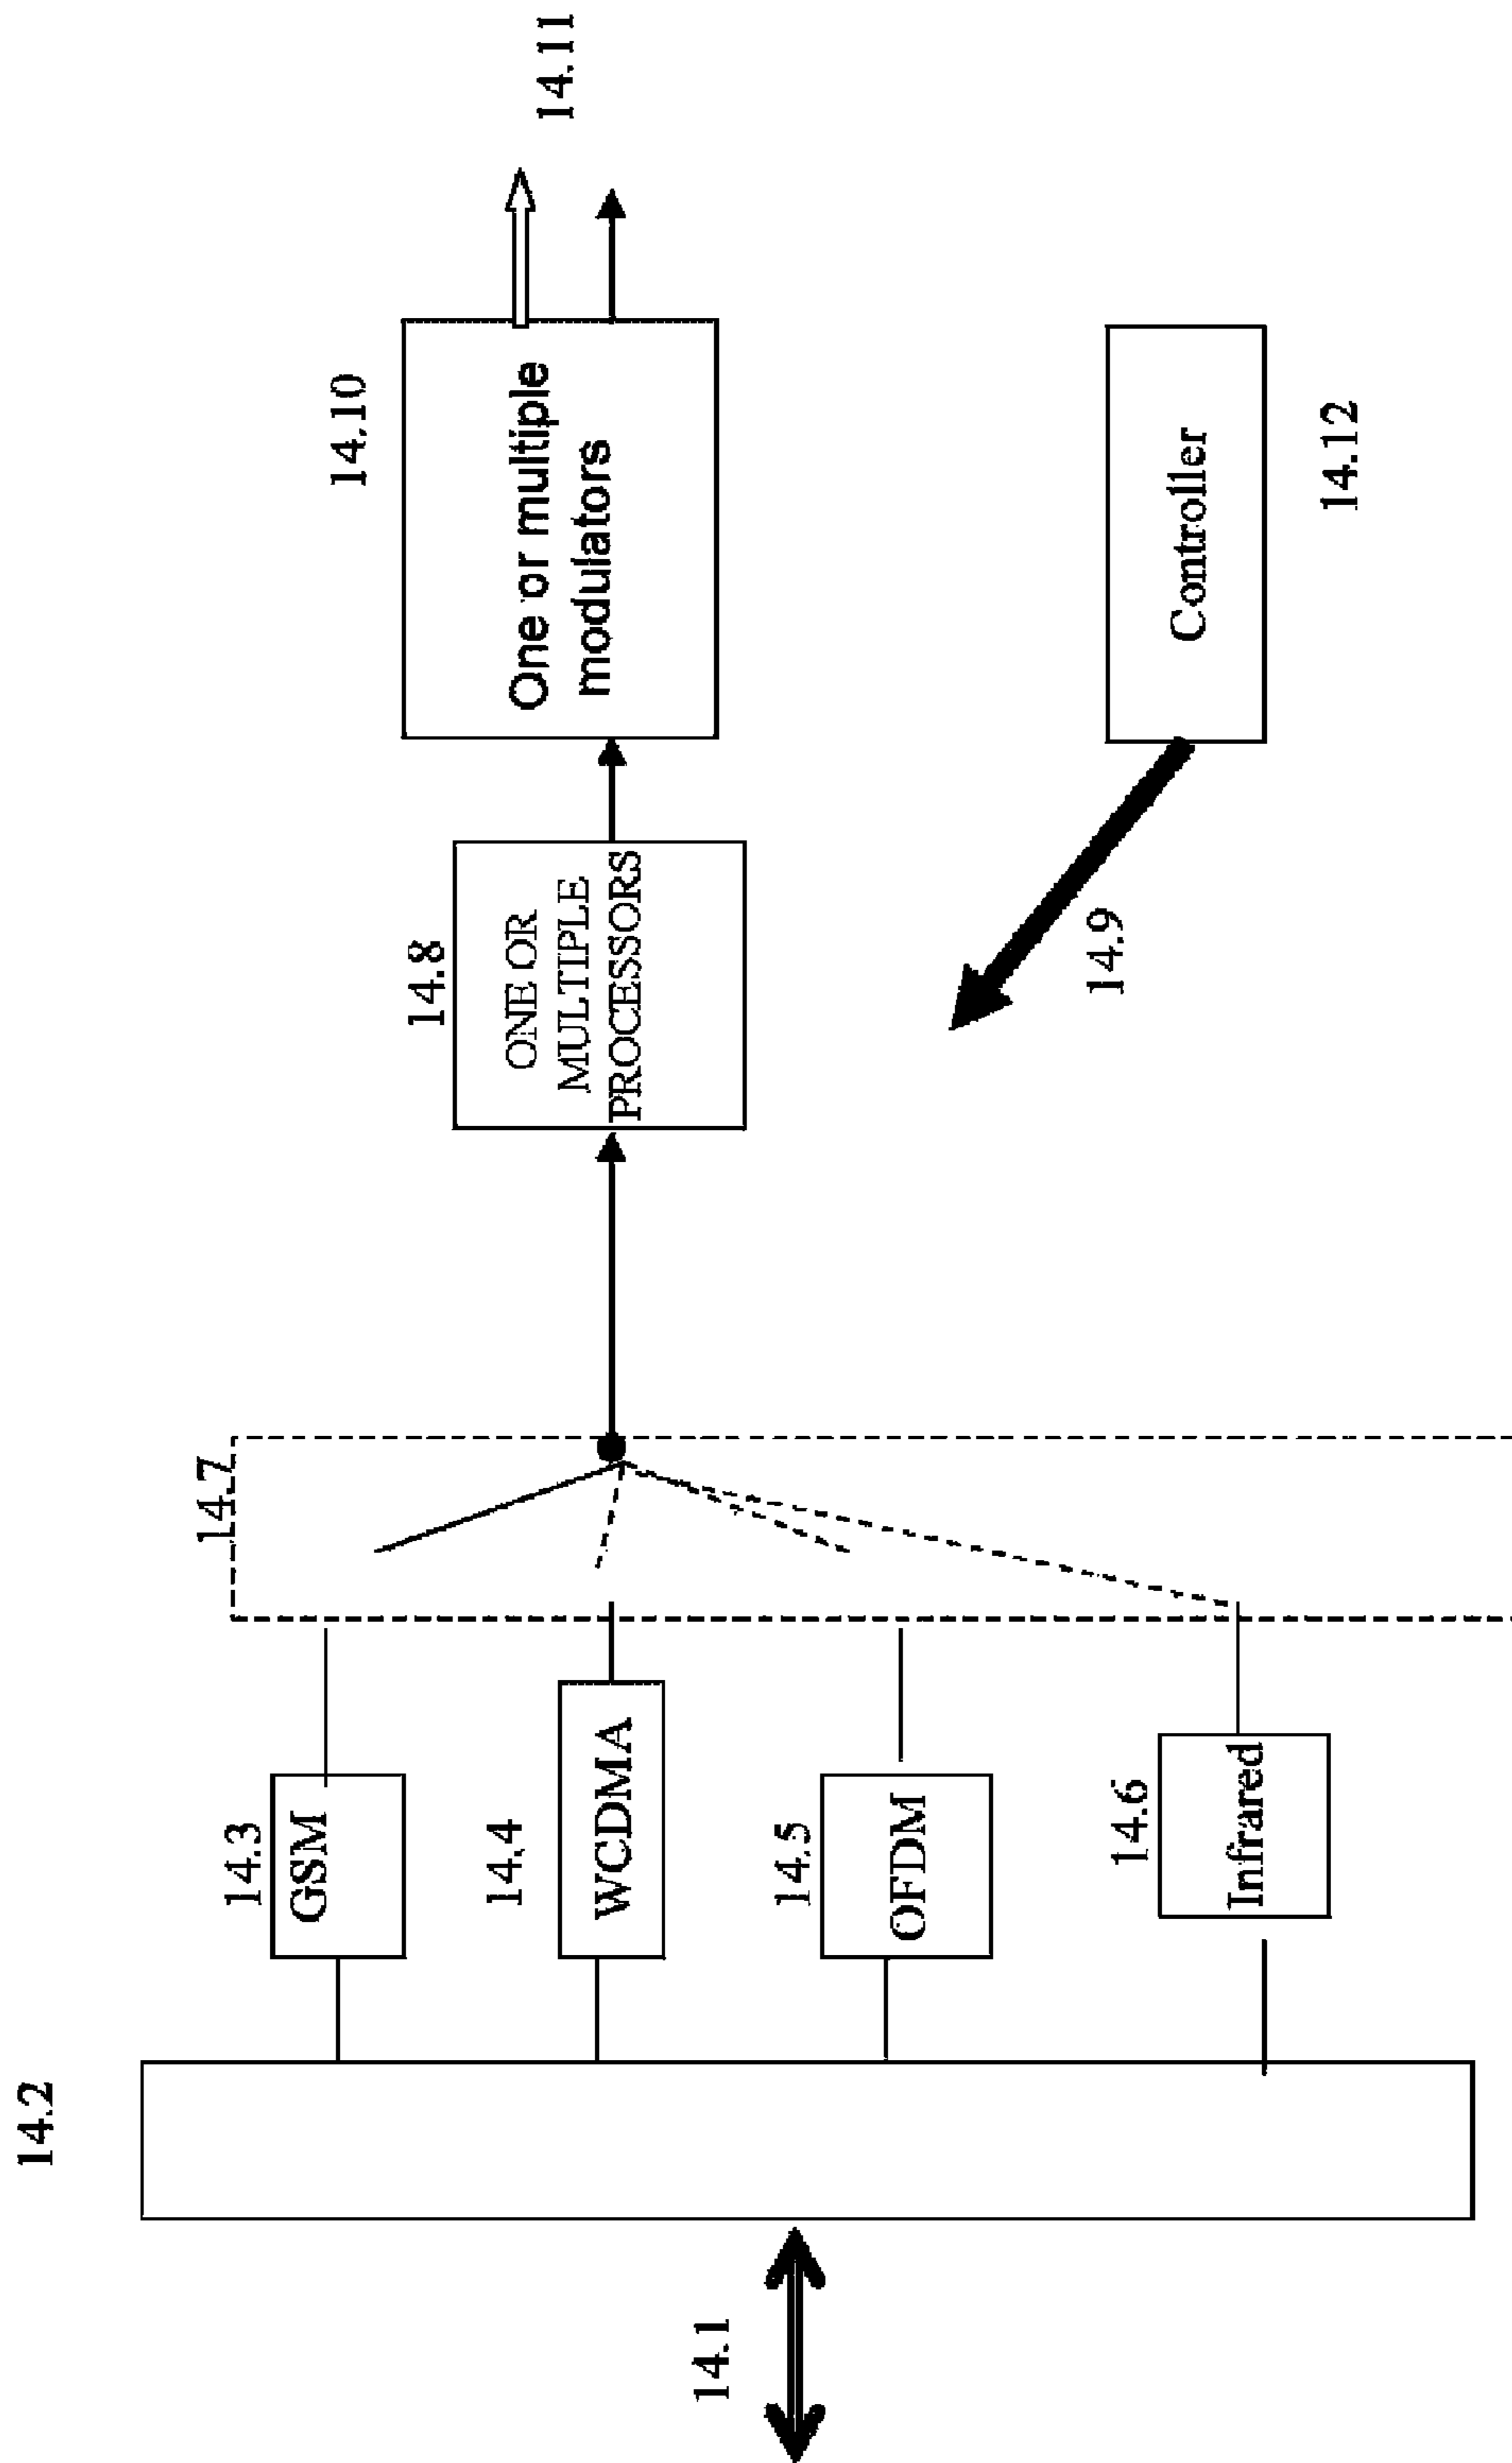 14.1
14.2
14.3
GSM
14.4
WCDMA
14.5
OFDM
14.6
Infrared
14.7
14.8
ONE OR
MULTIPLE
PROCESSORS
14.9
14.10
One or multiple
modulators
14.11
Controller
14.12